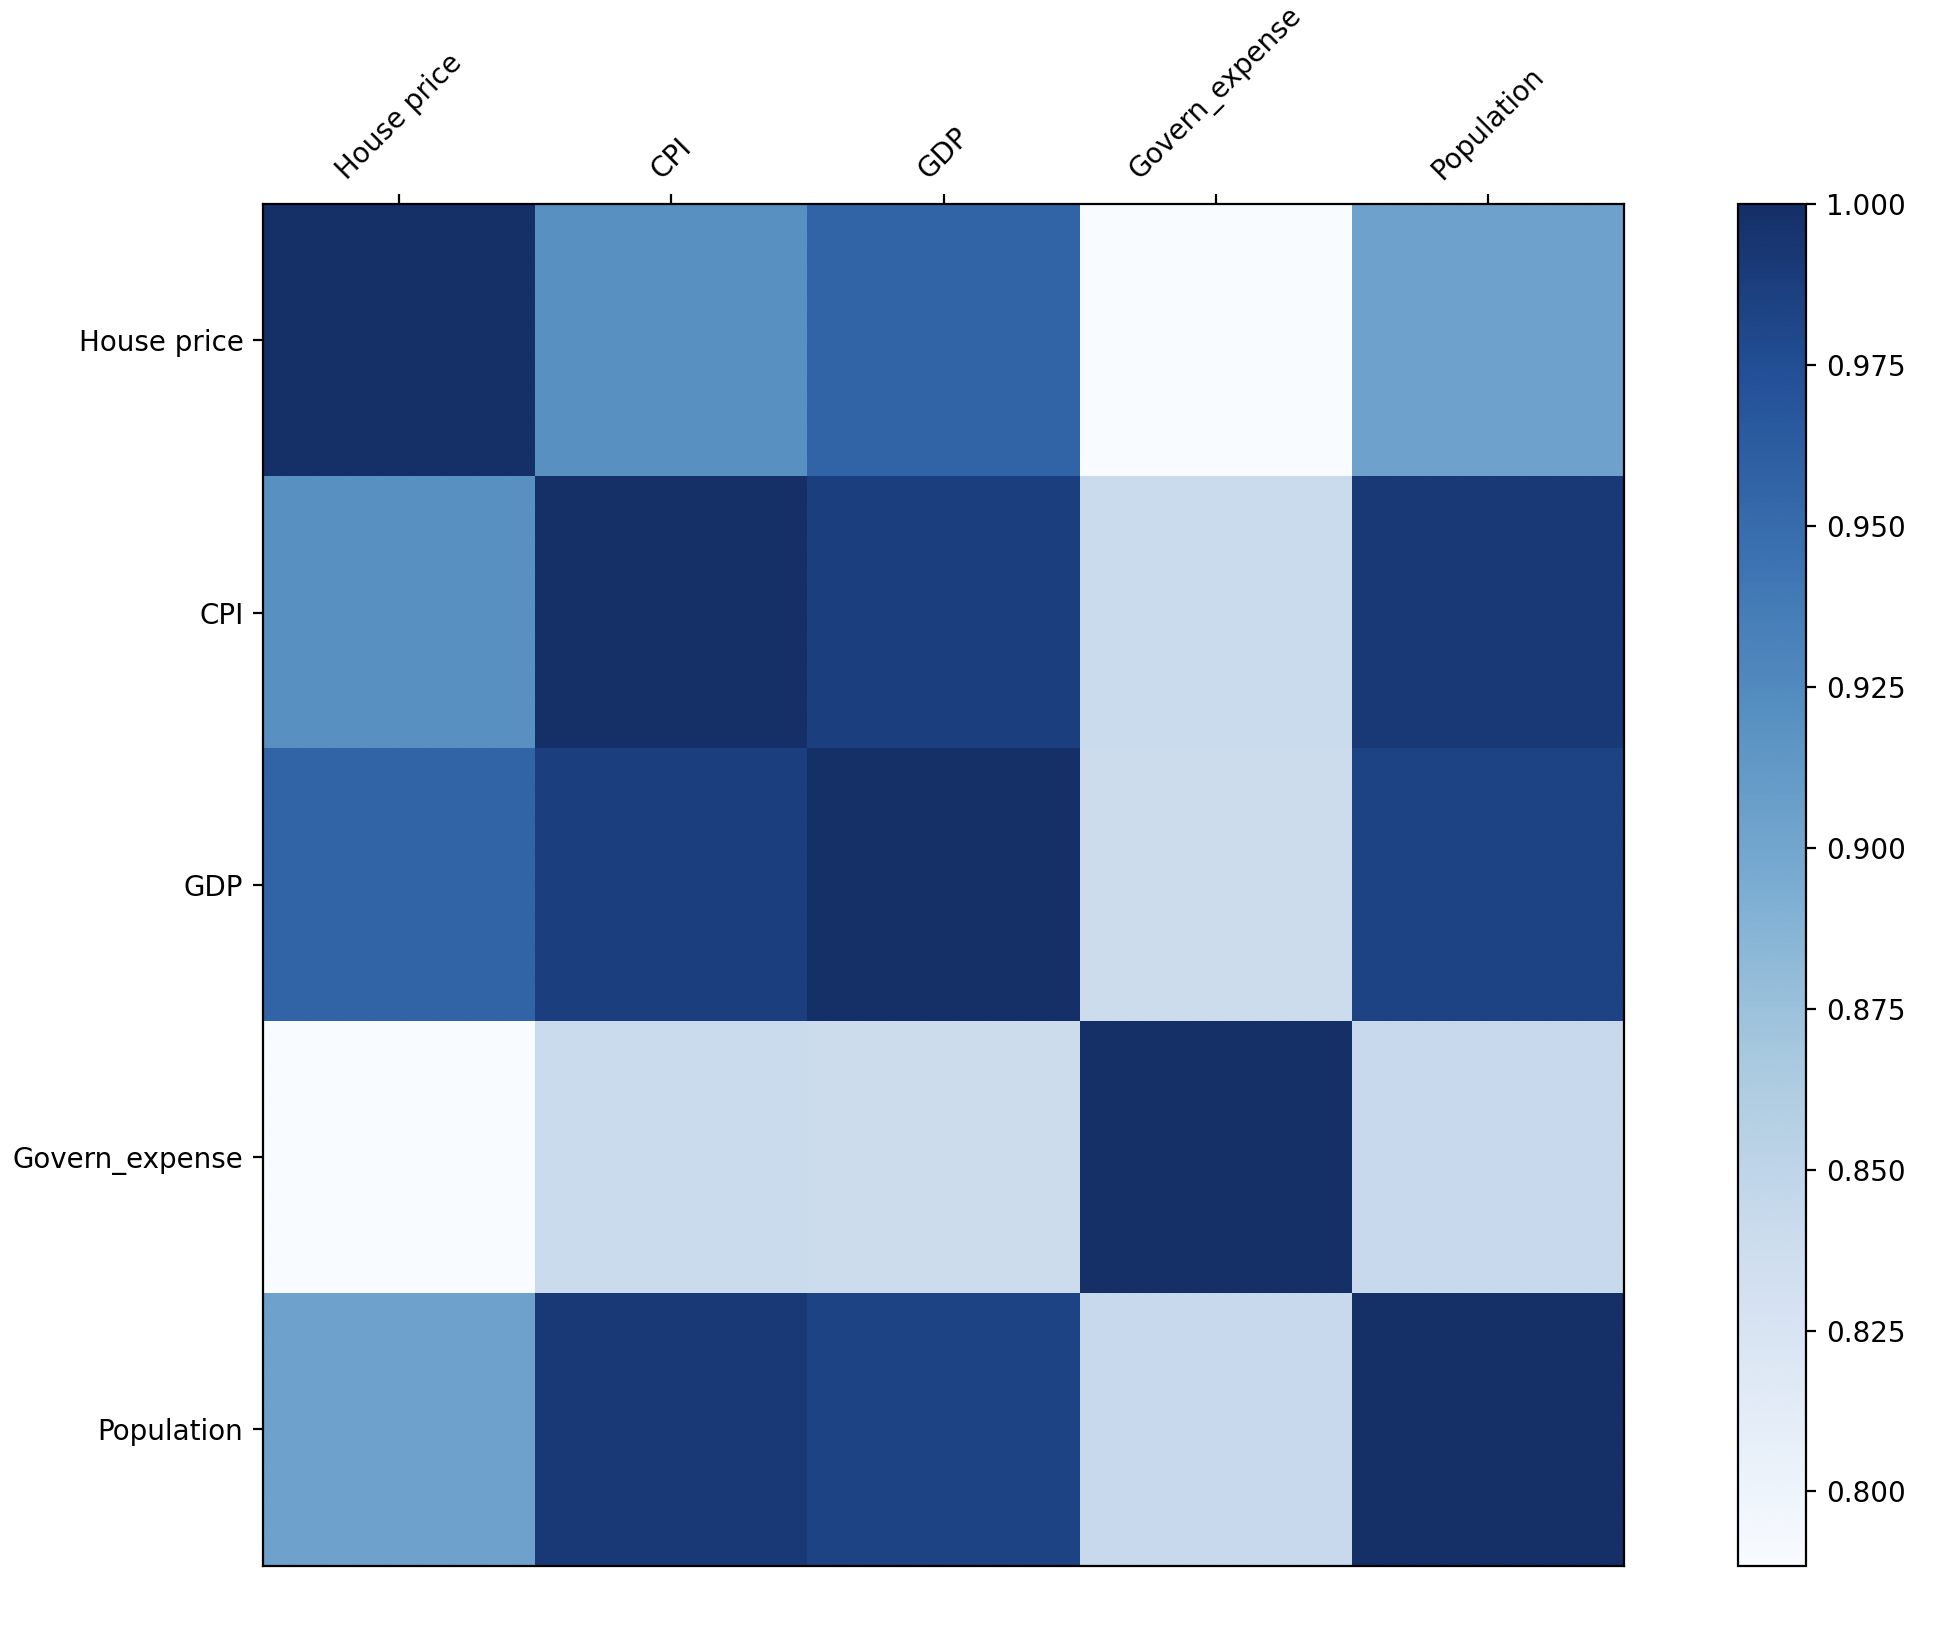 House price
CPI
GDP
Govern_expense
Population
House price
CPI
GDP
Govern_expense
Population
1.000
0.975
0.950
0.925
0.900
0.875
0.850
0.825
0.800